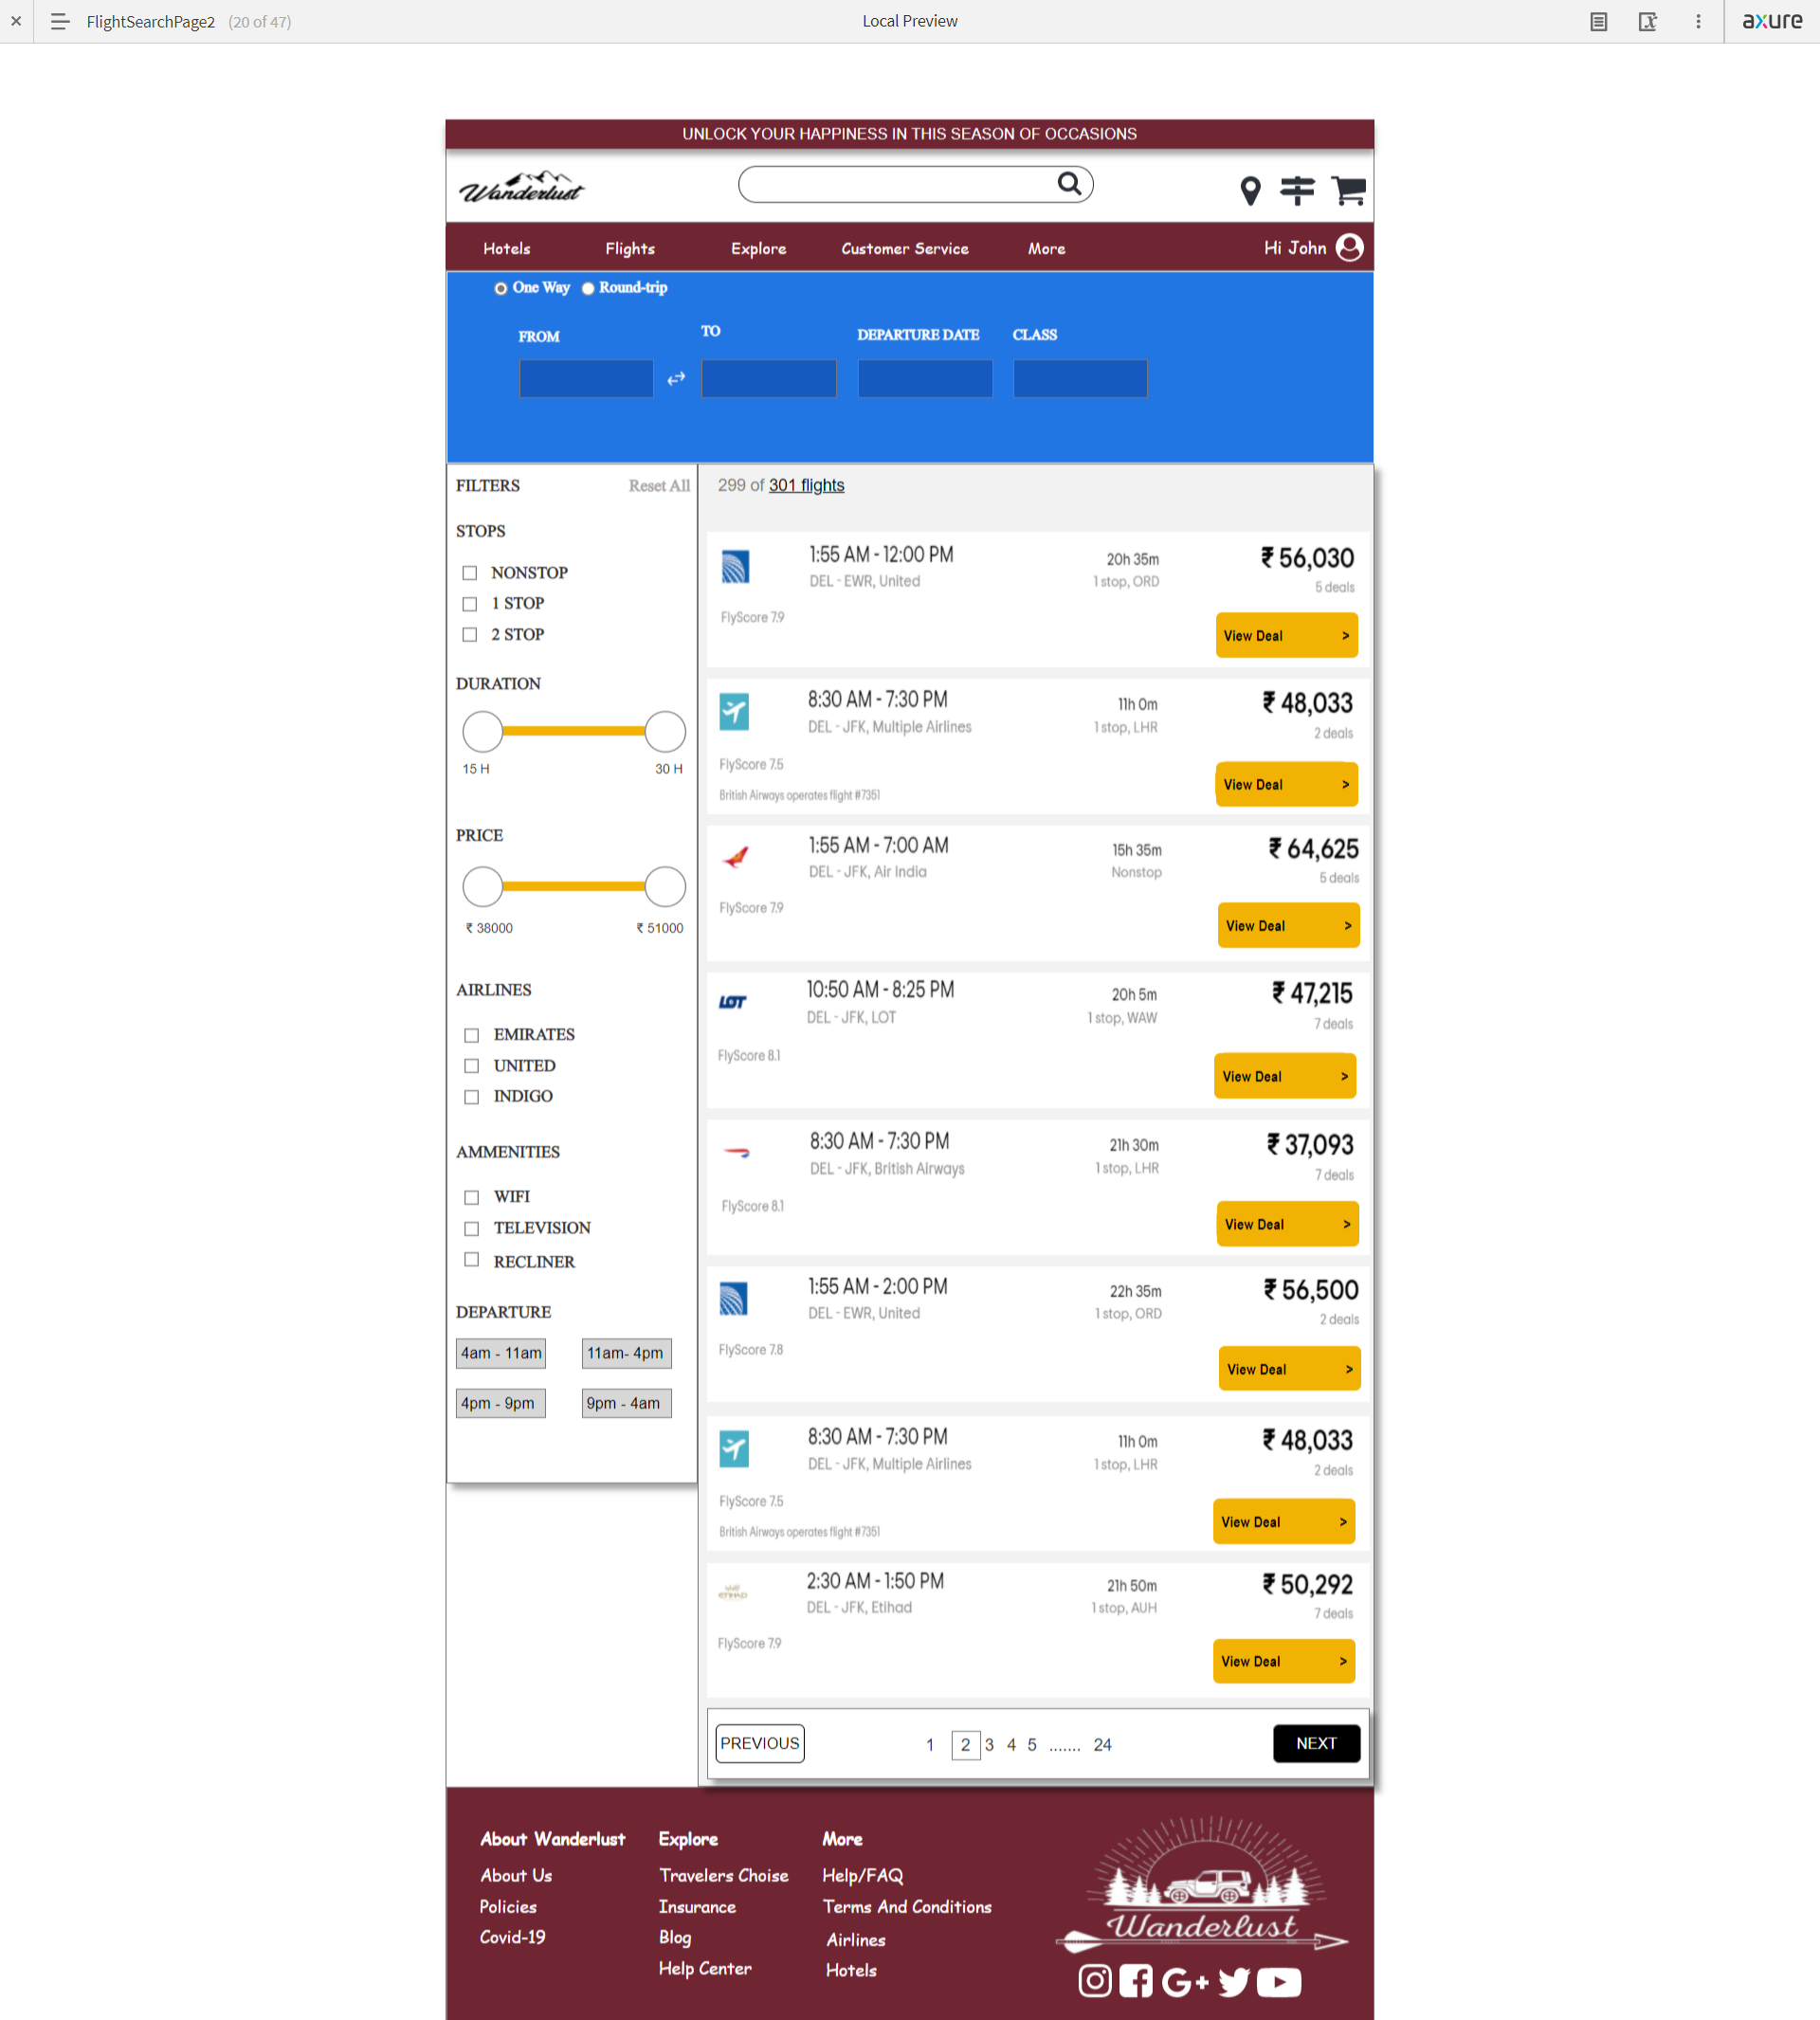 FlightSearchPage2 (20 of 47)
Local Preview
axure
UNLOCK YOUR HAPPINESS IN THIS SEASON OF OCCASIONS
Wanderlust
Hotels Flights Explore Customer Service More Hi John
One Way Round-trip
FROM TO DEPARTURE DATE CLASS
FILTERS Reset All
STOPS
NONSTOP
1 STOP
2 STOP
DURATION
15 H 30 H
PRICE
₹ 38000 ₹ 51000
AIRLINES
EMIRATES
UNITED
INDIGO
AMMENITIES
WIFI
TELEVISION
RECLINER
DEPARTURE
4am - 11am 11am- 4pm
4pm - 9pm 9pm - 4am
299 of 301 flights
1:55 AM - 12:00 PM 20h 35m ₹ 56,030
DEL - EWR, United 1 stop, ORD 5 deals
FlyScore 7.9
View Deal >
8:30 AM - 7:30 PM 11h 0m ₹ 48,033
DEL - JFK, Multiple Airlines 1 stop, LHR 2 deals
FlyScore 7.5
View Deal >
British Airways operates flight #7351
1:55 AM - 7:00 AM 15h 35m ₹ 64,625
DEL - JFK, Air India Nonstop 5 deals
FlyScore 7.9
View Deal >
LOT 10:50 AM - 8:25 PM 20h 5m ₹ 47,215
DEL - JFK, LOT 1 stop, WAW 7 deals
FlyScore 8.1
View Deal >
8:30 AM - 7:30 PM 21h 30m ₹ 37,093
DEL - JFK, British Airways 1 stop, LHR 7 deals
FlyScore 8.1
View Deal >
1:55 AM - 2:00 PM 22h 35m ₹ 56,500
DEL - EWR, United 1 stop, ORD 2 deals
FlyScore 7.8
View Deal >
8:30 AM - 7:30 PM 11h 0m ₹ 48,033
DEL - JFK, Multiple Airlines 1 stop, LHR 2 deals
FlyScore 7.5
View Deal >
British Airways operates flight #7351
2:30 AM - 1:50 PM 21h 50m ₹ 50,292
ETIHAD DEL - JFK, Etihad 1 stop, AUH 7 deals
FlyScore 7.9
View Deal >
PREVIOUS 1 2 3 4 5 ....... 24 NEXT
About Wanderlust
About Us
Policies
Covid-19
Explore
Travelers Choise
Insurance
Blog
Help Center
More
Help/FAQ
Terms And Conditions
Airlines
Hotels
Wanderlust
G+